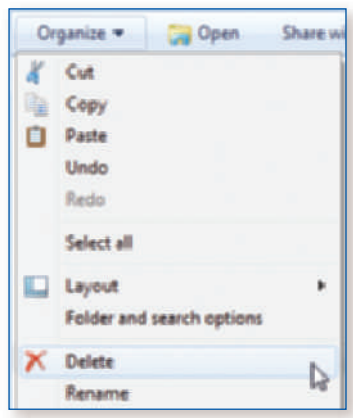 Organize Open Share wi
Cut
Copy
Paste
Undo
Redo
Select all
Layout
Folder and search options
Delete
Rename